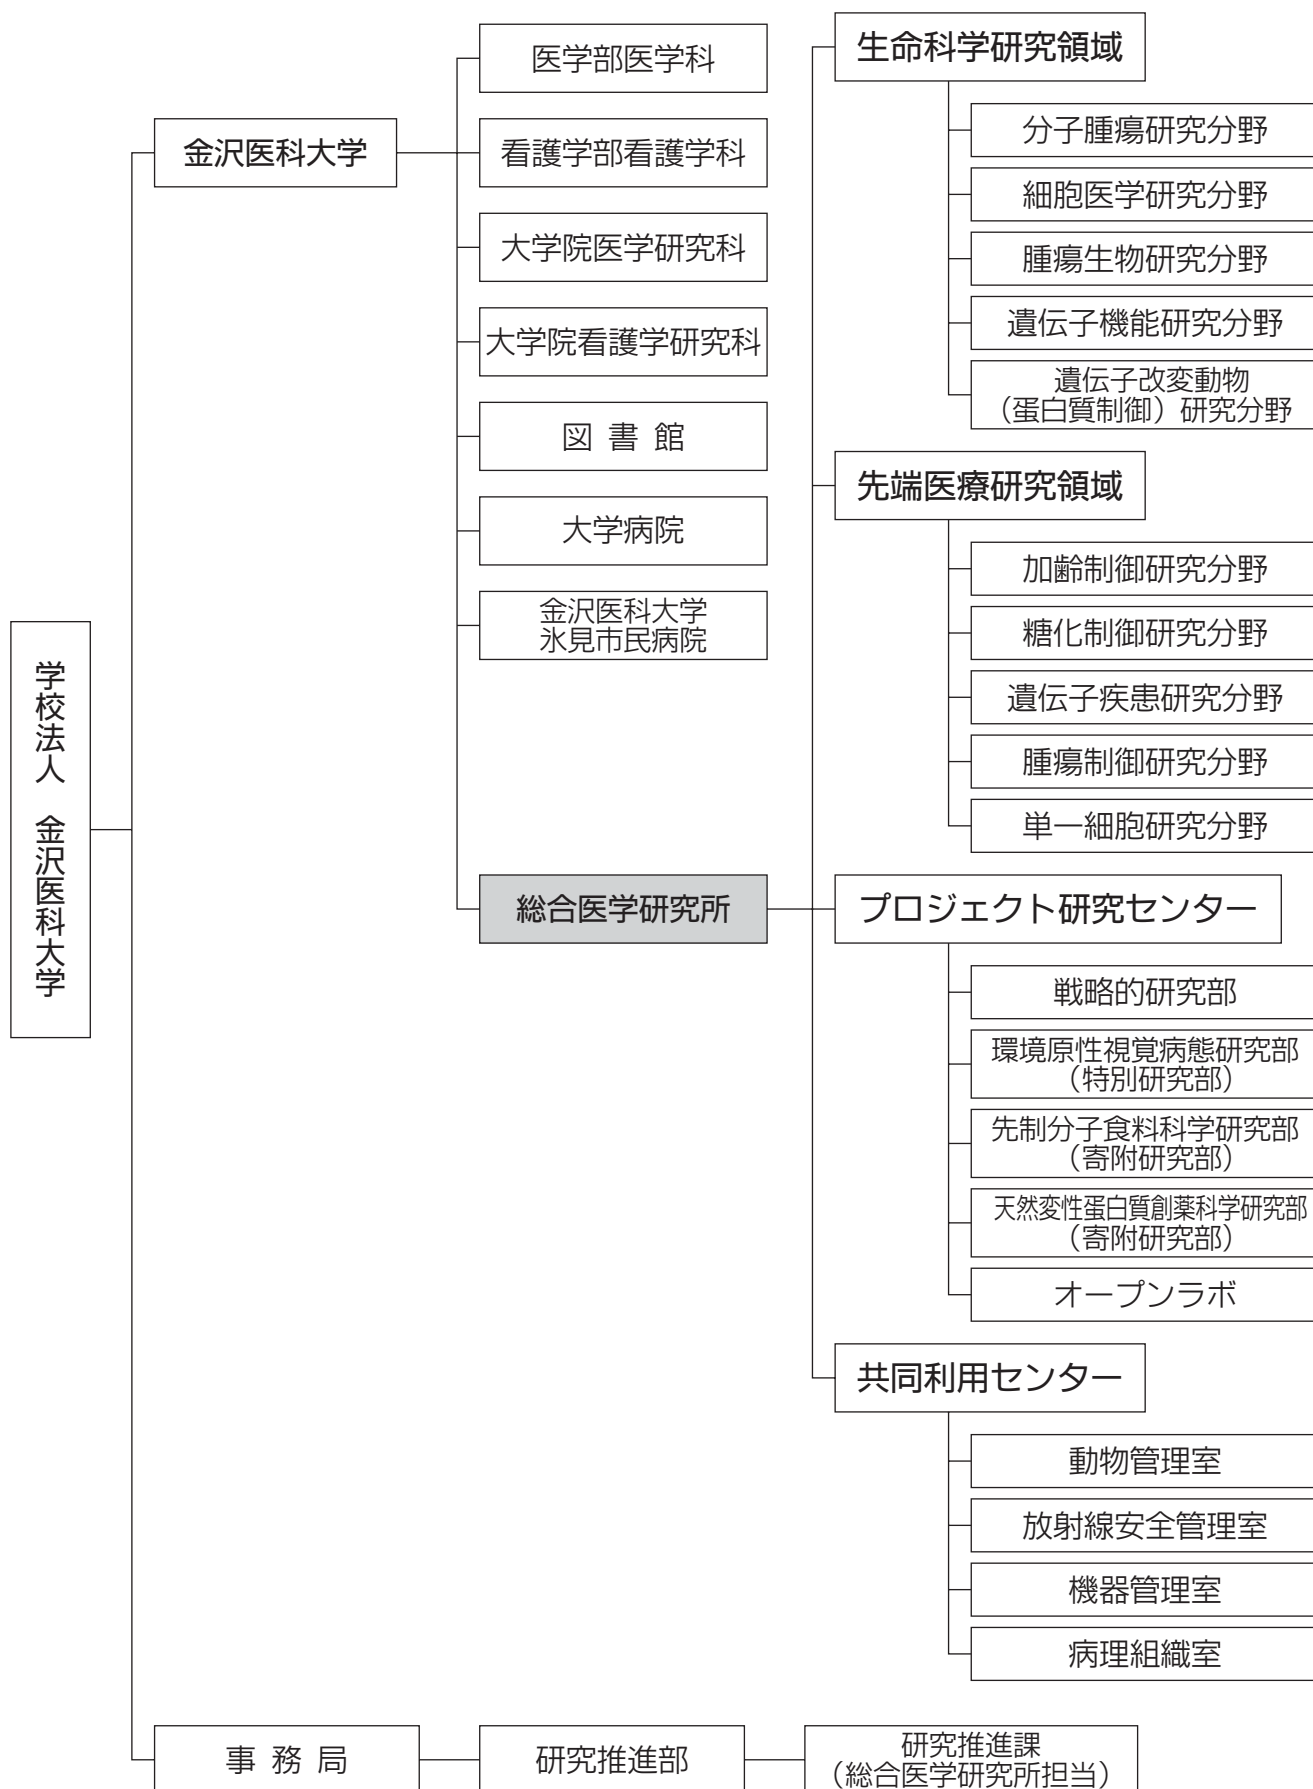 学校法人　金沢医科大学
金沢医科大学
医学部医学科
看護学部看護学科
大学院医学研究科
大学院看護学研究科
図 書 館
大学病院
金沢医科大学
氷見市民病院
総合医学研究所
生命科学研究領域
分子腫瘍研究分野
細胞医学研究分野
腫瘍生物研究分野
遺伝子機能研究分野
遺伝子改変動物
（蛋白質制御）研究分野
先端医療研究領域
加齢制御研究分野
糖化制御研究分野
遺伝子疾患研究分野
腫瘍制御研究分野
単一細胞研究分野
プロジェクト研究センター
戦略的研究部
環境原性視覚病態研究部
（特別研究部）
先制分子食料科学研究部
（寄附研究部）
天然変性蛋白質創薬科学研究部
（寄附研究部）
オープンラボ
共同利用センター
動物管理室
放射線安全管理室
機器管理室
病理組織室
事 務 局
研究推進部
研究推進課
（総合医学研究所担当）